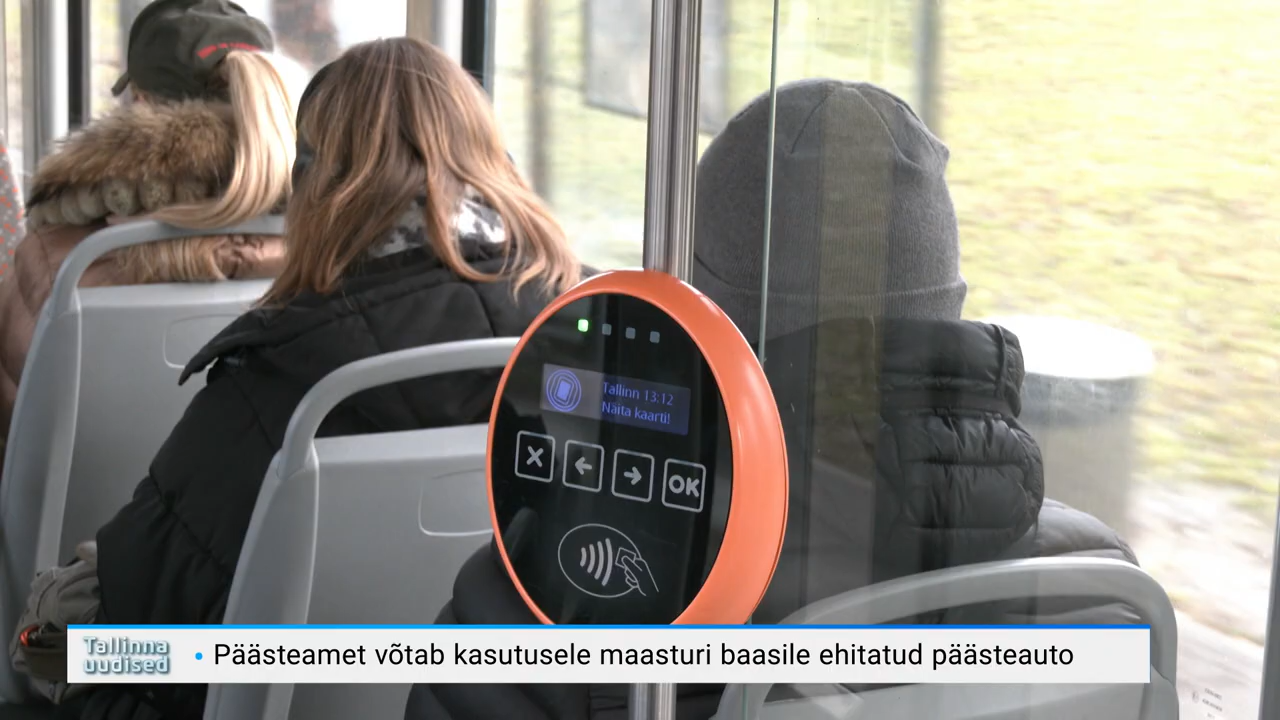 Tallinn 13:12
Näita kaarti!
OK
Tallinna
uudised
• Päästeamet võtab kasutusele maasturi baasile ehitatud päästeauto